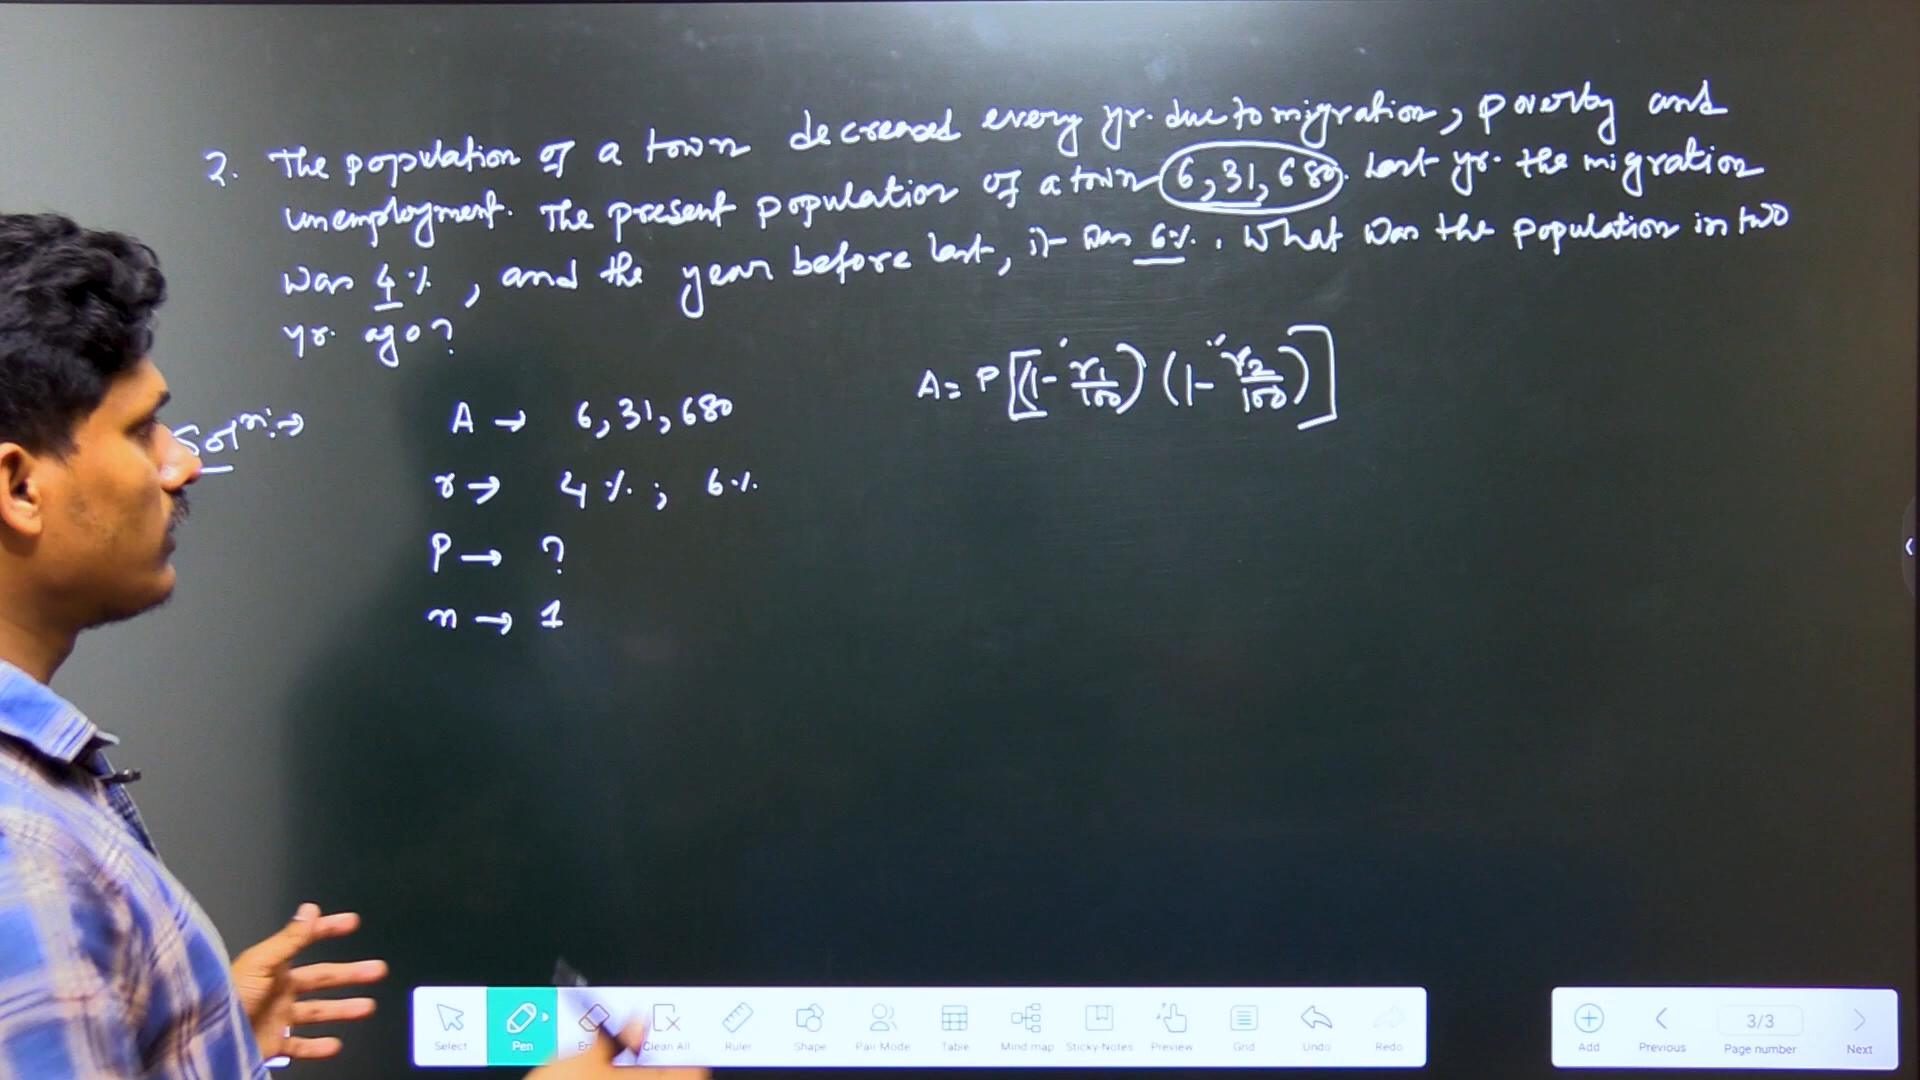 2. The population of a town decreased every yr. due to migration, poverty and
unemployment. The present population of a town 6,31,680. Last yr. the migration
was 4%, and the year before last, it was 6%. What was the population in two
yr. ago?
Solⁿ:→
A → 6,31,680
r → 4%; 6%
P → ?
n → 1
A = P[(1 - r₁/100) (1 - r₂/100)]
Select
Pen
Clean All
Ruler
Shape
Pair Mode
Table
Mind map
Sticky-Notes
Preview
Grid
Undo
Redo
Add
Previous
3/3
Page number
Next